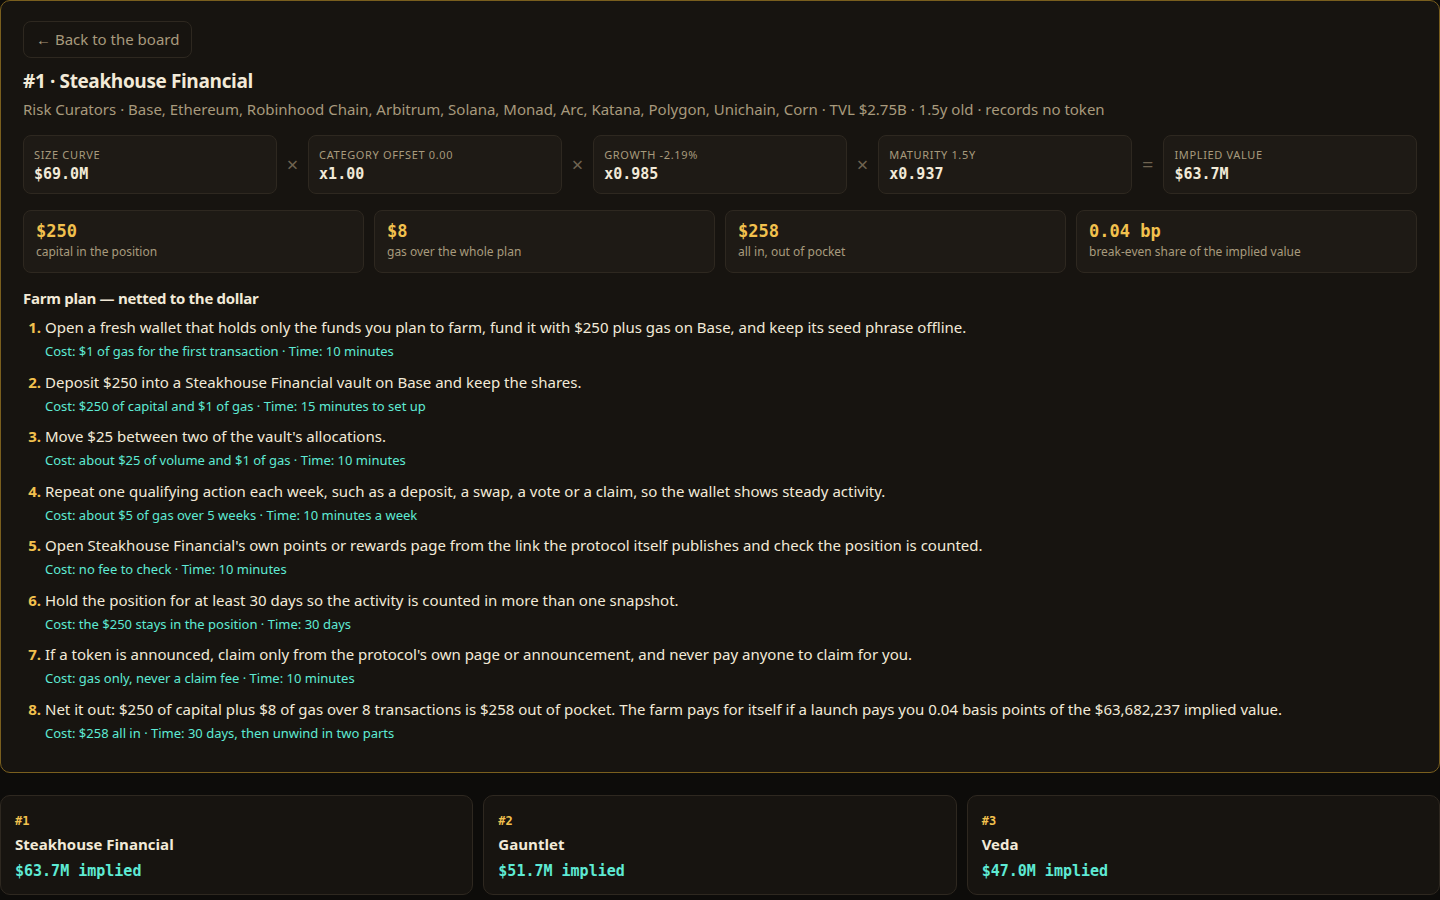 ← Back to the board
#1 · Steakhouse Financial
Risk Curators · Base, Ethereum, Robinhood Chain, Arbitrum, Solana, Monad, Arc, Katana, Polygon, Unichain, Corn · TVL $2.75B · 1.5y old · records no token
SIZE CURVE
$69.0M
×
CATEGORY OFFSET 0.00
x1.00
×
GROWTH -2.19%
x0.985
×
MATURITY 1.5Y
x0.937
=
IMPLIED VALUE
$63.7M
$250
capital in the position
$8
gas over the whole plan
$258
all in, out of pocket
0.04 bp
break-even share of the implied value
Farm plan — netted to the dollar
1. Open a fresh wallet that holds only the funds you plan to farm, fund it with $250 plus gas on Base, and keep its seed phrase offline.
Cost: $1 of gas for the first transaction · Time: 10 minutes
2. Deposit $250 into a Steakhouse Financial vault on Base and keep the shares.
Cost: $250 of capital and $1 of gas · Time: 15 minutes to set up
3. Move $25 between two of the vault's allocations.
Cost: about $25 of volume and $1 of gas · Time: 10 minutes
4. Repeat one qualifying action each week, such as a deposit, a swap, a vote or a claim, so the wallet shows steady activity.
Cost: about $5 of gas over 5 weeks · Time: 10 minutes a week
5. Open Steakhouse Financial's own points or rewards page from the link the protocol itself publishes and check the position is counted.
Cost: no fee to check · Time: 10 minutes
6. Hold the position for at least 30 days so the activity is counted in more than one snapshot.
Cost: the $250 stays in the position · Time: 30 days
7. If a token is announced, claim only from the protocol's own page or announcement, and never pay anyone to claim for you.
Cost: gas only, never a claim fee · Time: 10 minutes
8. Net it out: $250 of capital plus $8 of gas over 8 transactions is $258 out of pocket. The farm pays for itself if a launch pays you 0.04 basis points of the $63,682,237 implied value.
Cost: $258 all in · Time: 30 days, then unwind in two parts
#1
Steakhouse Financial
$63.7M implied
#2
Gauntlet
$51.7M implied
#3
Veda
$47.0M implied